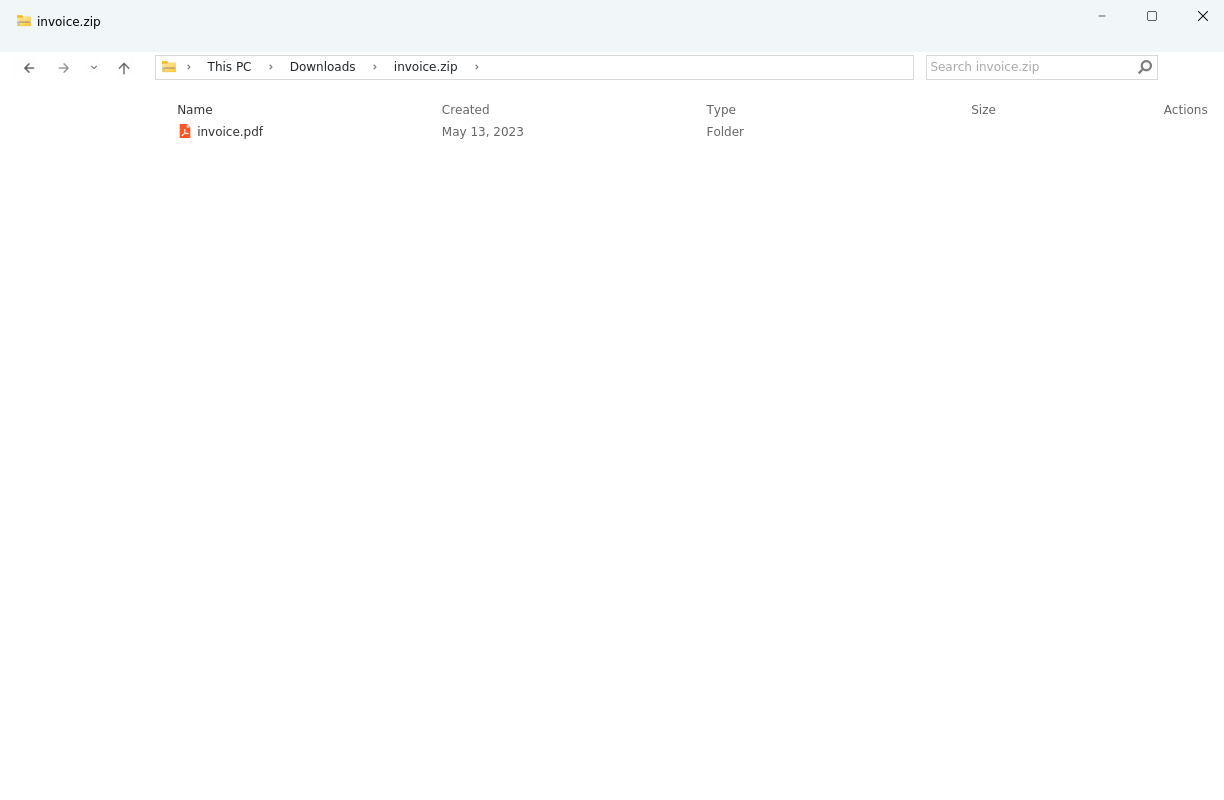 invoice.zip
This PC › Downloads › invoice.zip ›
Search invoice.zip
Name Created Type Size Actions
invoice.pdf May 13, 2023 Folder